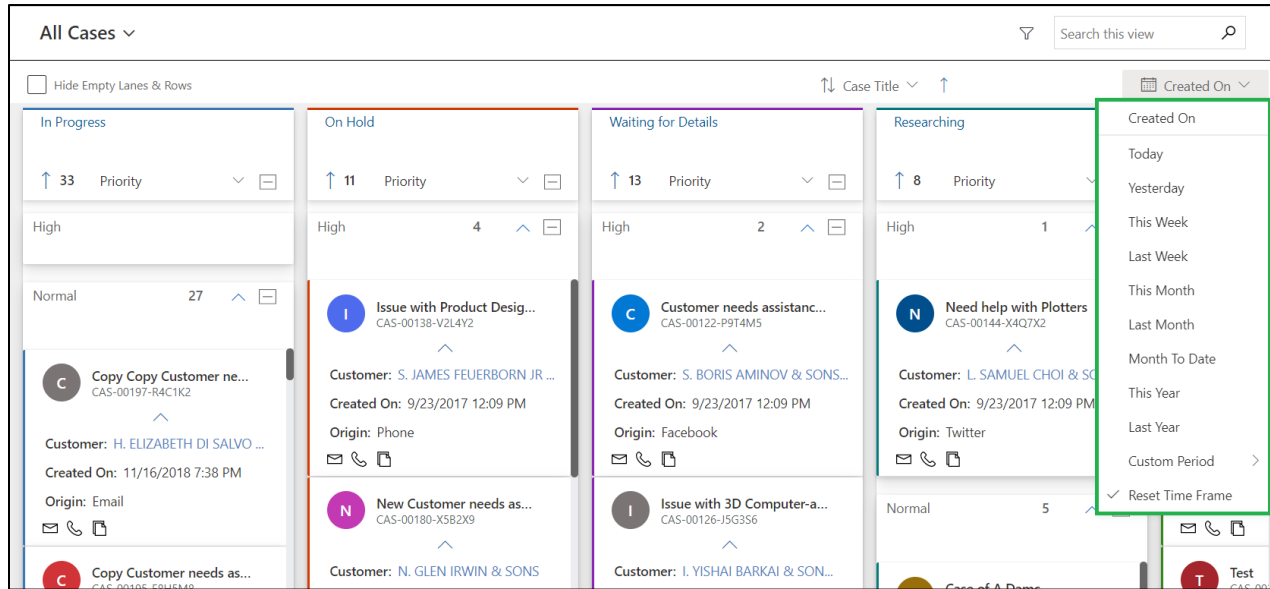 All Cases
Search this view
Hide Empty Lanes & Rows
Case Title
Created On
In Progress
33 Priority
High
Normal 27
C
Copy Copy Customer ne...
CAS-00197-R4C1K2
Customer: H. ELIZABETH DI SALVO ...
Created On: 11/16/2018 7:38 PM
Origin: Email
C
Copy Customer needs as...
CAS-00195-F8H5M8
On Hold
11 Priority
High 4
I
Issue with Product Desig...
CAS-00138-V2L4Y2
Customer: S. JAMES FEUERBORN JR ...
Created On: 9/23/2017 12:09 PM
Origin: Phone
N
New Customer needs as...
CAS-00180-X5B2X9
Customer: N. GLEN IRWIN & SONS
Waiting for Details
13 Priority
High 2
C
Customer needs assistanc...
CAS-00122-P9T4M5
Customer: S. BORIS AMINOV & SONS...
Created On: 9/23/2017 12:09 PM
Origin: Facebook
I
Issue with 3D Computer-a...
CAS-00126-J5G3S6
Customer: I. YISHAI BARKAI & SON...
Researching
8 Priority
High 1
N
Need help with Plotters
CAS-00144-X4Q7X2
Customer: L. SAMUEL CHOI & SC
Created On: 9/23/2017 12:09 PM
Origin: Twitter
Normal 5
Case of A Dams
Created On
Today
Yesterday
This Week
Last Week
This Month
Last Month
Month To Date
This Year
Last Year
Custom Period
Reset Time Frame
T
Test